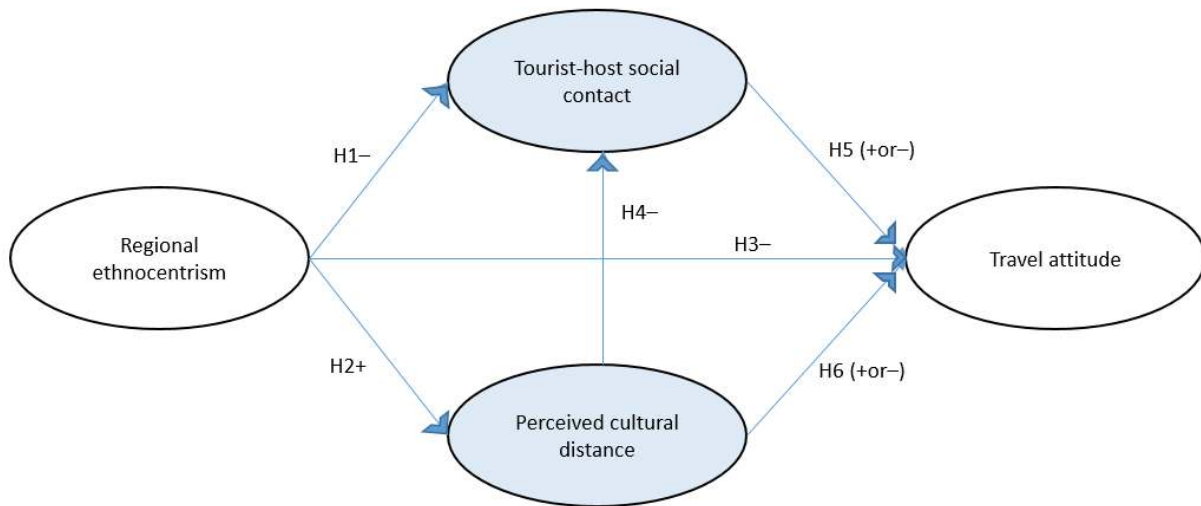 Tourist-host social
contact
H1–
H5 (+or–)
H4–
Regional
ethnocentrism
H3–
Travel attitude
H2+
H6 (+or–)
Perceived cultural
distance